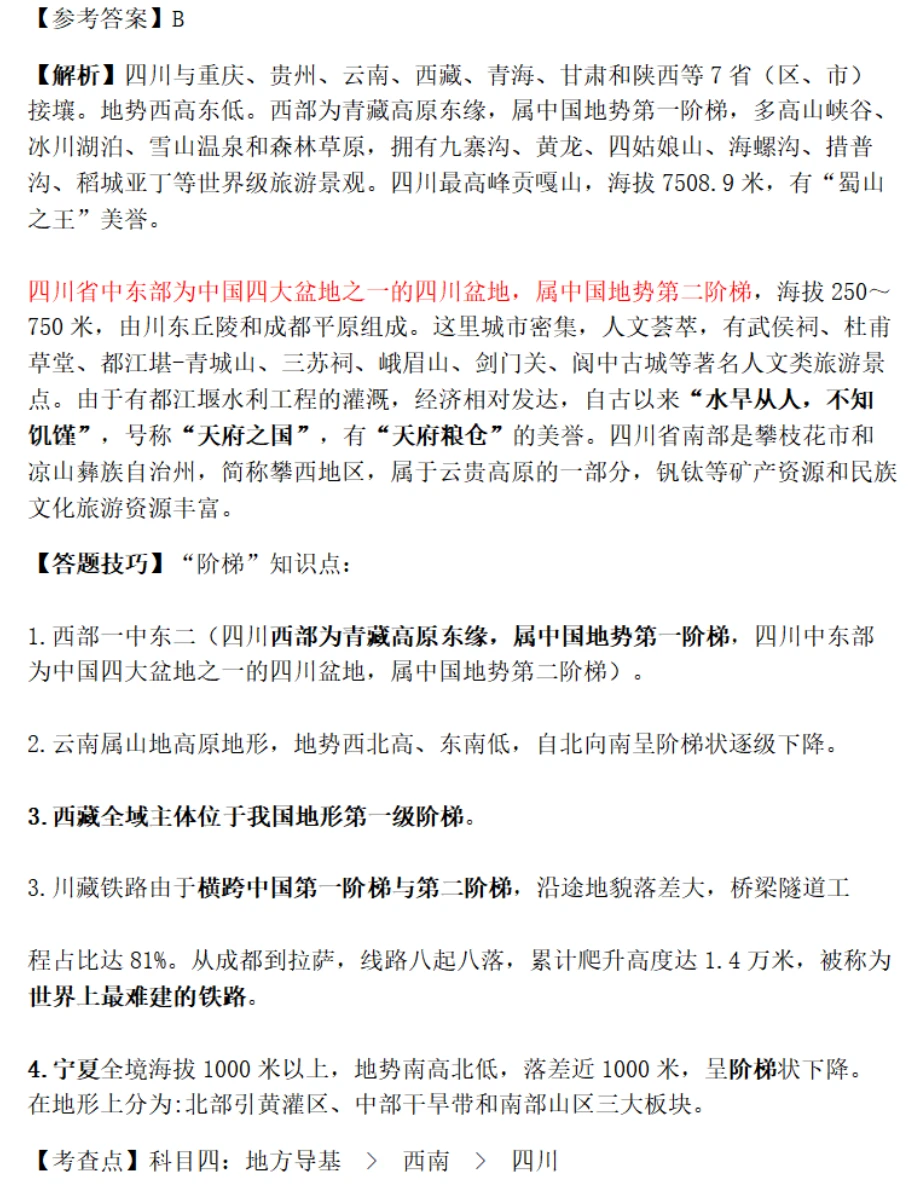 【参考答案】B
【解析】四川与重庆、贵州、云南、西藏、青海、甘肃和陕西等 7 省（区、市）
接壤。地势西高东低。西部为青藏高原东缘，属中国地势第一阶梯，多高山峡谷、
冰川湖泊、雪山温泉和森林草原，拥有九寨沟、黄龙、四姑娘山、海螺沟、措普
沟、稻城亚丁等世界级旅游景观。四川最高峰贡嘎山，海拔 7508.9 米，有“蜀山
之王”美誉。
四川省中东部为中国四大盆地之一的四川盆地，属中国地势第二阶梯，海拔 250～
750 米，由川东丘陵和成都平原组成。这里城市密集，人文荟萃，有武侯祠、杜甫
草堂、都江堪-青城山、三苏祠、峨眉山、剑门关、阆中古城等著名人文类旅游景
点。由于有都江堰水利工程的灌溉，经济相对发达，自古以来“水旱从人，不知
饥馑”，号称“天府之国”，有“天府粮仓”的美誉。四川省南部是攀枝花市和
凉山彝族自治州，简称攀西地区，属于云贵高原的一部分，钒钛等矿产资源和民族
文化旅游资源丰富。
【答题技巧】“阶梯”知识点：
1.西部一中东二（四川西部为青藏高原东缘，属中国地势第一阶梯，四川中东部
为中国四大盆地之一的四川盆地，属中国地势第二阶梯）。
2.云南属山地高原地形，地势西北高、东南低，自北向南呈阶梯状逐级下降。
3.西藏全域主体位于我国地形第一级阶梯。
3.川藏铁路由于横跨中国第一阶梯与第二阶梯，沿途地貌落差大，桥梁隧道工
程占比达 81%。从成都到拉萨，线路八起八落，累计爬升高度达 1.4 万米，被称为
世界上最难建的铁路。
4.宁夏全境海拔 1000 米以上，地势南高北低，落差近 1000 米，呈阶梯状下降。
在地形上分为:北部引黄灌区、中部干旱带和南部山区三大板块。
【考查点】科目四：地方导基 > 西南 > 四川